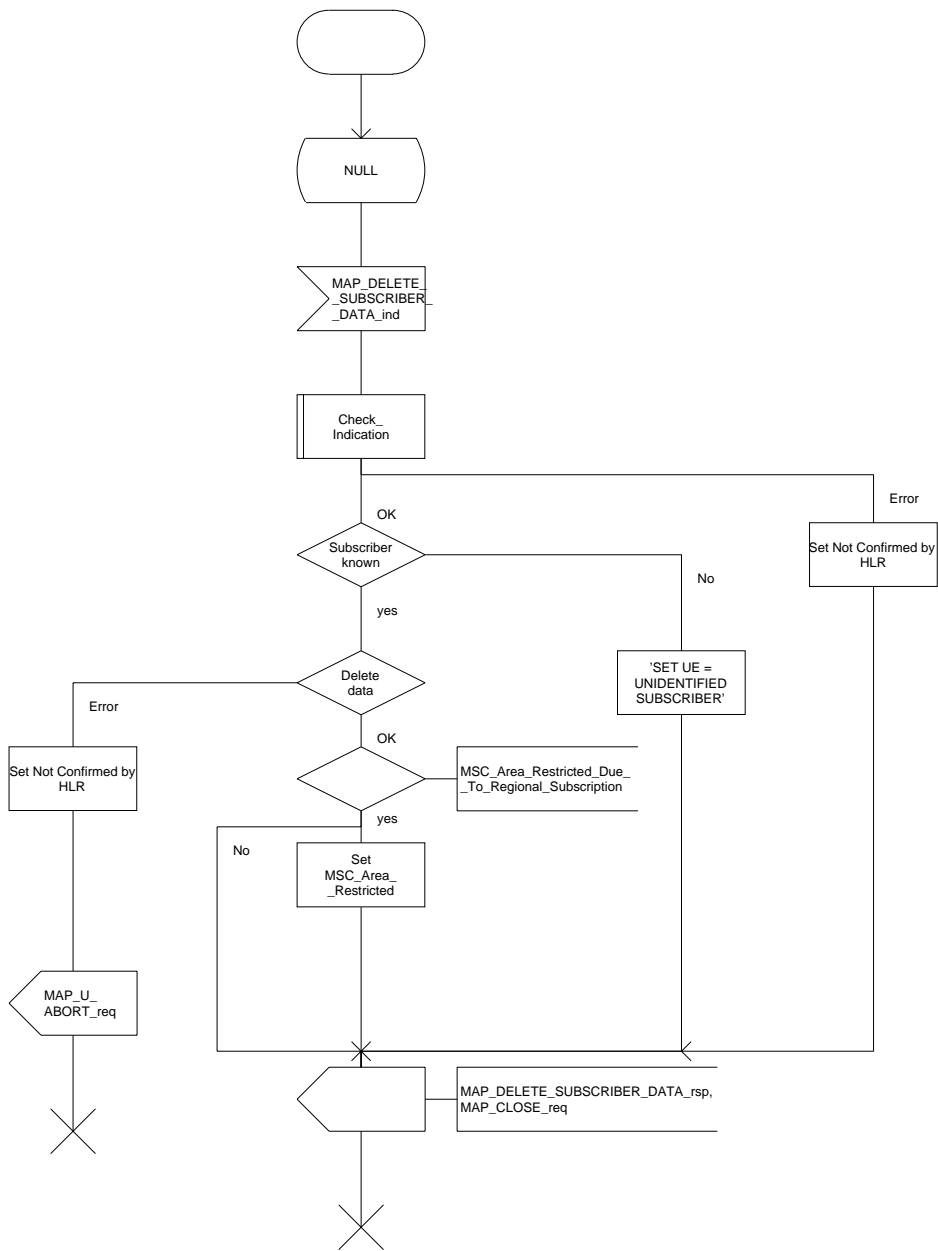 NULL
MAP_DELETE_
_SUBSCRIBER_
_DATA_ind
Check_
Indication
Error
OK
Subscriber
known
Set Not Confirmed by
HLR
No
yes
'SET UE =
UNIDENTIFIED
SUBSCRIBER'
Delete
data
Error
OK
Set Not Confirmed by
HLR
MSC_Area_Restricted_Due_
_To_Regional_Subscription
yes
No
Set
MSC_Area_
_Restricted
MAP_U_
ABORT_req
MAP_DELETE_SUBSCRIBER_DATA_rsp,
MAP_CLOSE_req